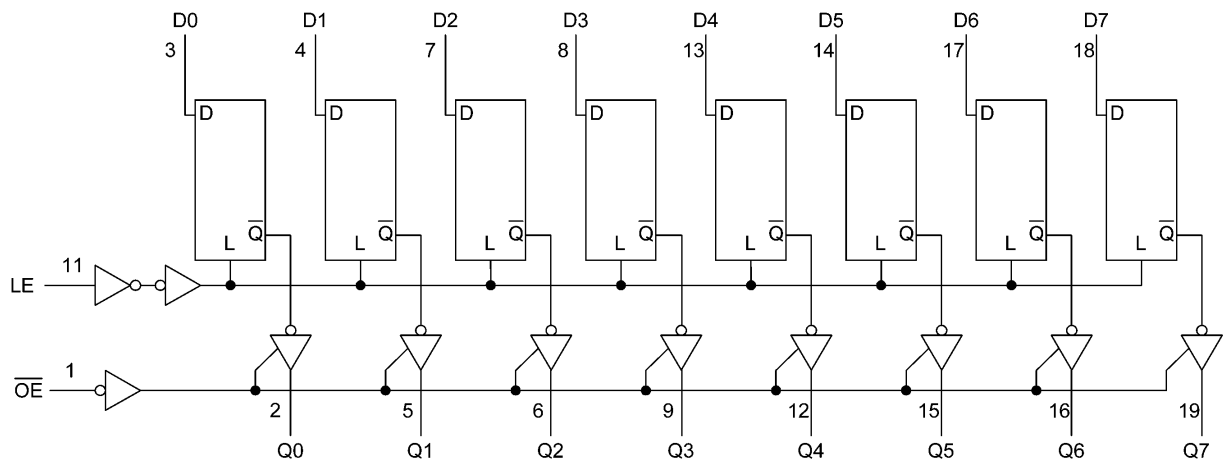 D0 D1 D2 D3 D4 D5 D6 D7
3 4 7 8 13 14 17 18
D D D D D D D D
Q̅ Q̅ Q̅ Q̅ Q̅ Q̅ Q̅ Q̅
L L L L L L L L
LE 11
O̅E̅ 1
2 5 6 9 12 15 16 19
Q0 Q1 Q2 Q3 Q4 Q5 Q6 Q7